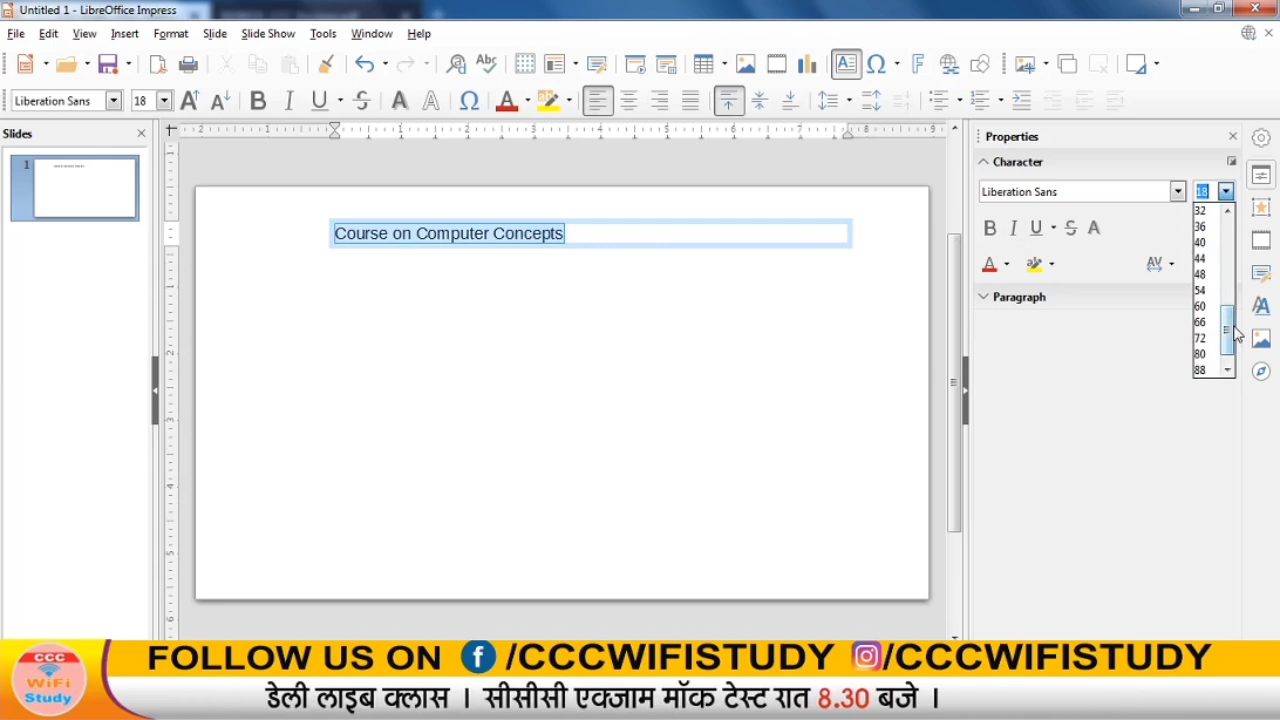 Untitled 1 - LibreOffice Impress
File Edit View Insert Format Slide Slide Show Tools Window Help
Liberation Sans 18
Slides
Properties
Character
Liberation Sans 18
Paragraph
32
36
40
44
48
54
60
66
72
80
88
1
Course on Computer Concepts
CCC
WiFi
Study
FOLLOW US ON /CCCWIFISTUDY /CCCWIFISTUDY
डेली लाइब क्लास । सीसीसी एक्जाम मॉक टेस्ट रात 8.30 बजे ।